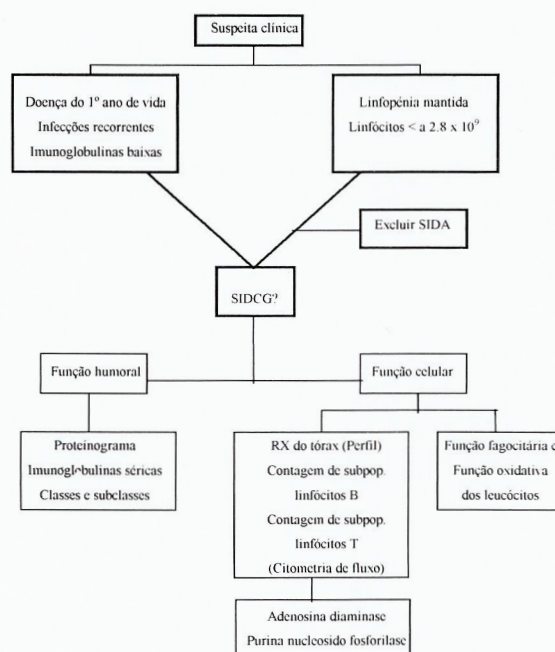 Suspeita clínica
Doença do 1º ano de vida
Infecções recorrentes
Imunoglobulinas baixas
Linfopénia mantida
Linfócitos < a 2.8 x 10⁹
Excluir SIDA
SIDCG?
Função humoral
Função celular
Proteinograma
Imunoglobulinas séricas
Classes e subclasses
RX do tórax (Perfil)
Contagem de subpop.
linfócitos B
Contagem de subpop.
linfócitos T
(Citometria de fluxo)
Função fagocitária e
Função oxidativa
dos leucócitos
Adenosina diaminase
Purina nucleosido fosforilase